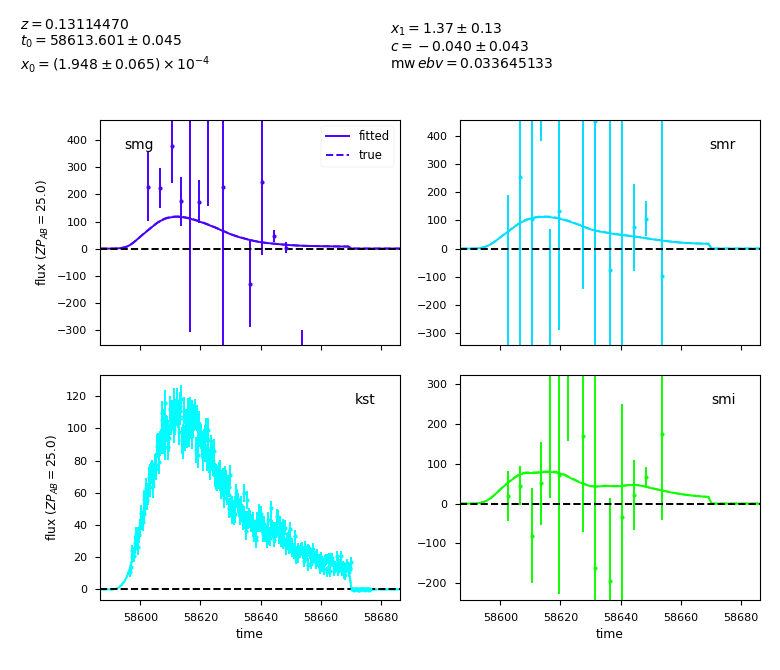 z = 0.13114470
t₀ = 58613.601 ± 0.045
x₀ = (1.948 ± 0.065) × 10⁻⁴
x₁ = 1.37 ± 0.13
c = −0.040 ± 0.043
mw ebv = 0.033645133
smg
fitted
true
400
300
200
100
0
−100
−200
−300
flux (ZP_AB = 25.0)
smr
400
300
200
100
0
−100
−200
−300
kst
120
100
80
60
40
20
0
flux (ZP_AB = 25.0)
58600 58620 58640 58660 58680
time
smi
300
200
100
0
−100
−200
58600 58620 58640 58660 58680
time